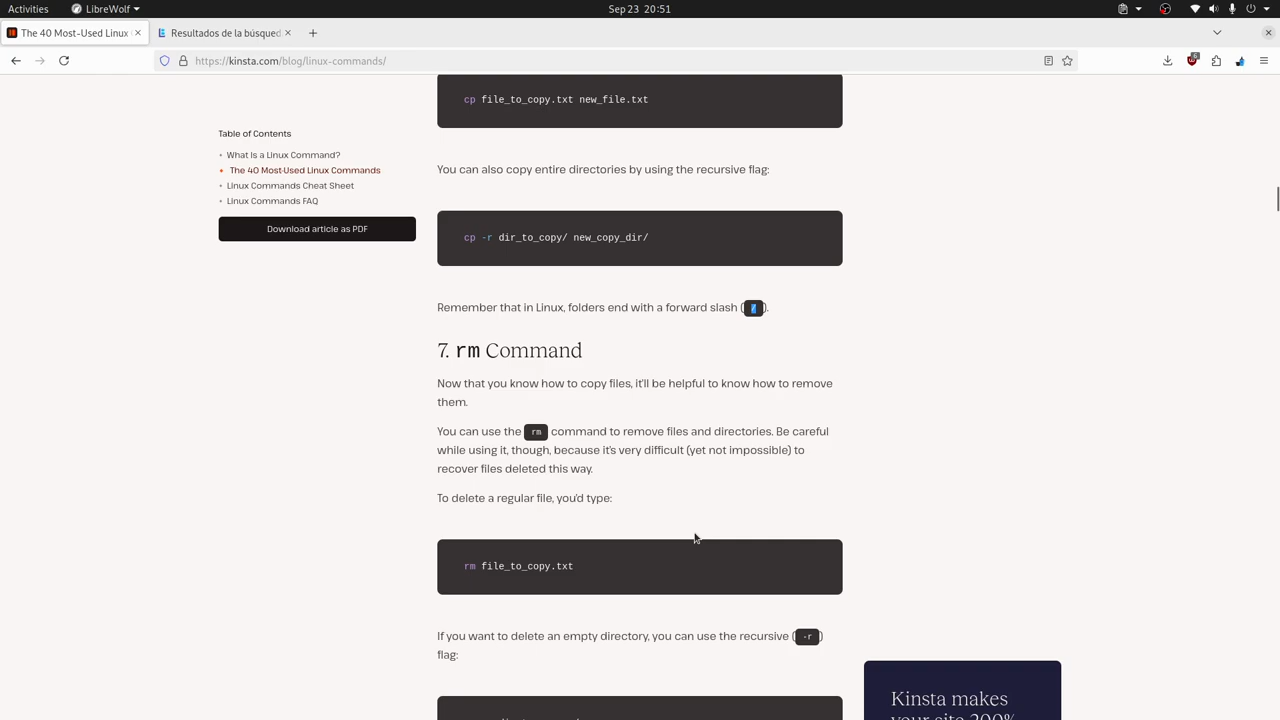 Activities LibreWolf Sep 23 20:51
The 40 Most-Used Linux Resultados de la búsqued
https://kinsta.com/blog/linux-commands/ 6
cp file_to_copy.txt new_file.txt
Table of Contents
• What Is a Linux Command?
• The 40 Most-Used Linux Commands
• Linux Commands Cheat Sheet
• Linux Commands FAQ
Download article as PDF
You can also copy entire directories by using the recursive flag:
cp -r dir_to_copy/ new_copy_dir/
Remember that in Linux, folders end with a forward slash ( / ).
7. rm Command
Now that you know how to copy files, it'll be helpful to know how to remove
them.
You can use the rm command to remove files and directories. Be careful
while using it, though, because it's very difficult (yet not impossible) to
recover files deleted this way.
To delete a regular file, you'd type:
rm file_to_copy.txt
If you want to delete an empty directory, you can use the recursive ( -r )
flag:
Kinsta makes
your site 200%